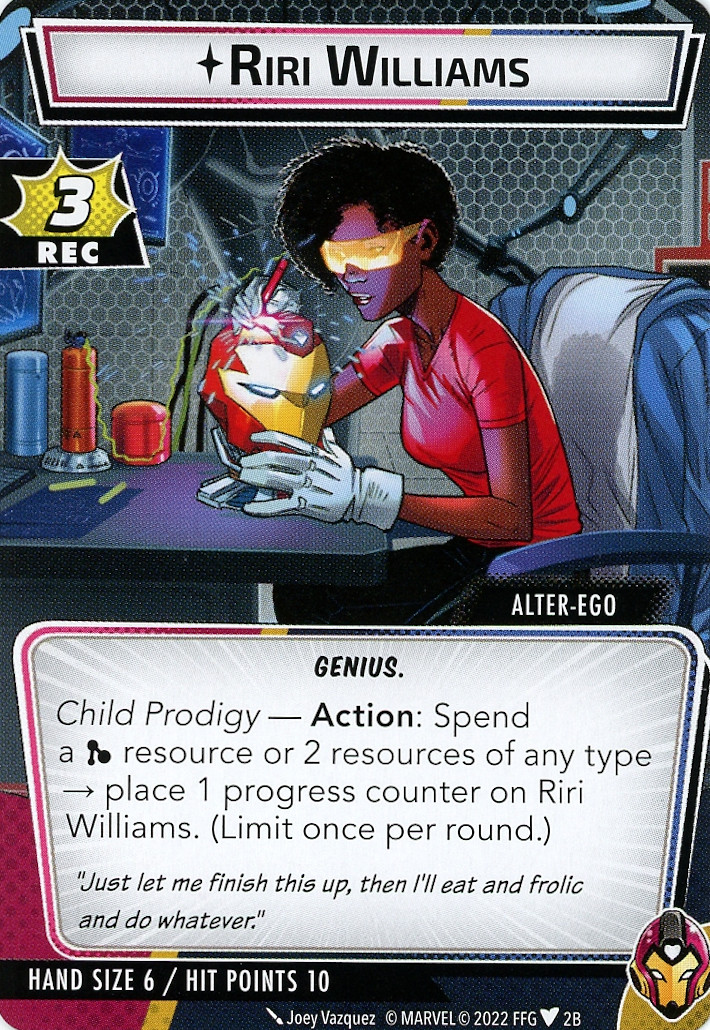 RIRI WILLIAMS
3
REC
ALTER-EGO
GENIUS.
Child Prodigy — Action: Spend
a resource or 2 resources of any type
→ place 1 progress counter on Riri
Williams. (Limit once per round.)
"Just let me finish this up, then I'll eat and frolic
and do whatever."
HAND SIZE 6 / HIT POINTS 10
Joey Vazquez © MARVEL © 2022 FFG 2B